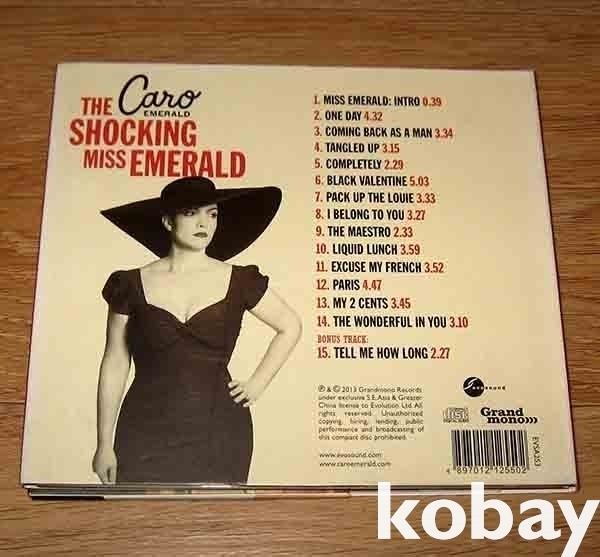 Caro
EMERALD
THE
SHOCKING
MISS EMERALD
1. MISS EMERALD: INTRO 0.39
2. ONE DAY 4.32
3. COMING BACK AS A MAN 3.34
4. TANGLED UP 3.15
5. COMPLETELY 2.29
6. BLACK VALENTINE 5.03
7. PACK UP THE LOUIE 3.33
8. I BELONG TO YOU 3.27
9. THE MAESTRO 2.33
10. LIQUID LUNCH 3.59
11. EXCUSE MY FRENCH 3.52
12. PARIS 4.47
13. MY 2 CENTS 3.45
14. THE WONDERFUL IN YOU 3.10
BONUS TRACK:
15. TELL ME HOW LONG 2.27
℗ & © 2013 Grandmono Records
under exclusive S.E.Asia & Greater
China license to Evolution Ltd. All
rights reserved. Unauthorized
copying, hiring, lending, public
performance and broadcasting of
this compact disc prohibited.
www.evosound.com
www.caroemerald.com
evosound
COMPACT
disc
DIGITAL AUDIO
Grand
mono
EVSA253
4 897012 125502
kobay